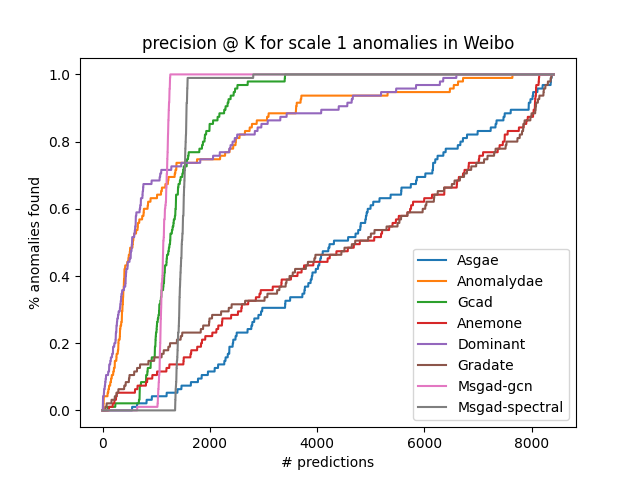 precision @ K for scale 1 anomalies in Weibo
1.0
0.8
0.6
0.4
0.2
0.0
% anomalies found
Asgae
Anomalydae
Gcad
Anemone
Dominant
Gradate
Msgad-gcn
Msgad-spectral
0 2000 4000 6000 8000
# predictions